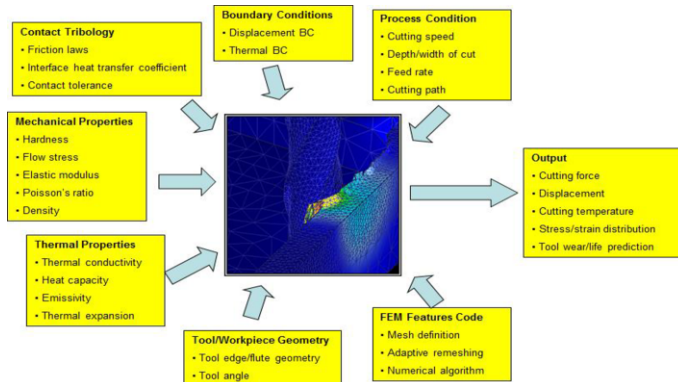 Boundary Conditions
• Displacement BC
• Thermal BC
Process Condition
• Cutting speed
• Depth/width of cut
• Feed rate
• Cutting path
Contact Tribology
• Friction laws
• Interface heat transfer coefficient
• Contact tolerance
Mechanical Properties
• Hardness
• Flow stress
• Elastic modulus
• Poisson's ratio
• Density
Output
• Cutting force
• Displacement
• Cutting temperature
• Stress/strain distribution
• Tool wear/life prediction
Thermal Properties
• Thermal conductivity
• Heat capacity
• Emissivity
• Thermal expansion
Tool/Workpiece Geometry
• Tool edge/flute geometry
• Tool angle
FEM Features Code
• Mesh definition
• Adaptive remeshing
• Numerical algorithm